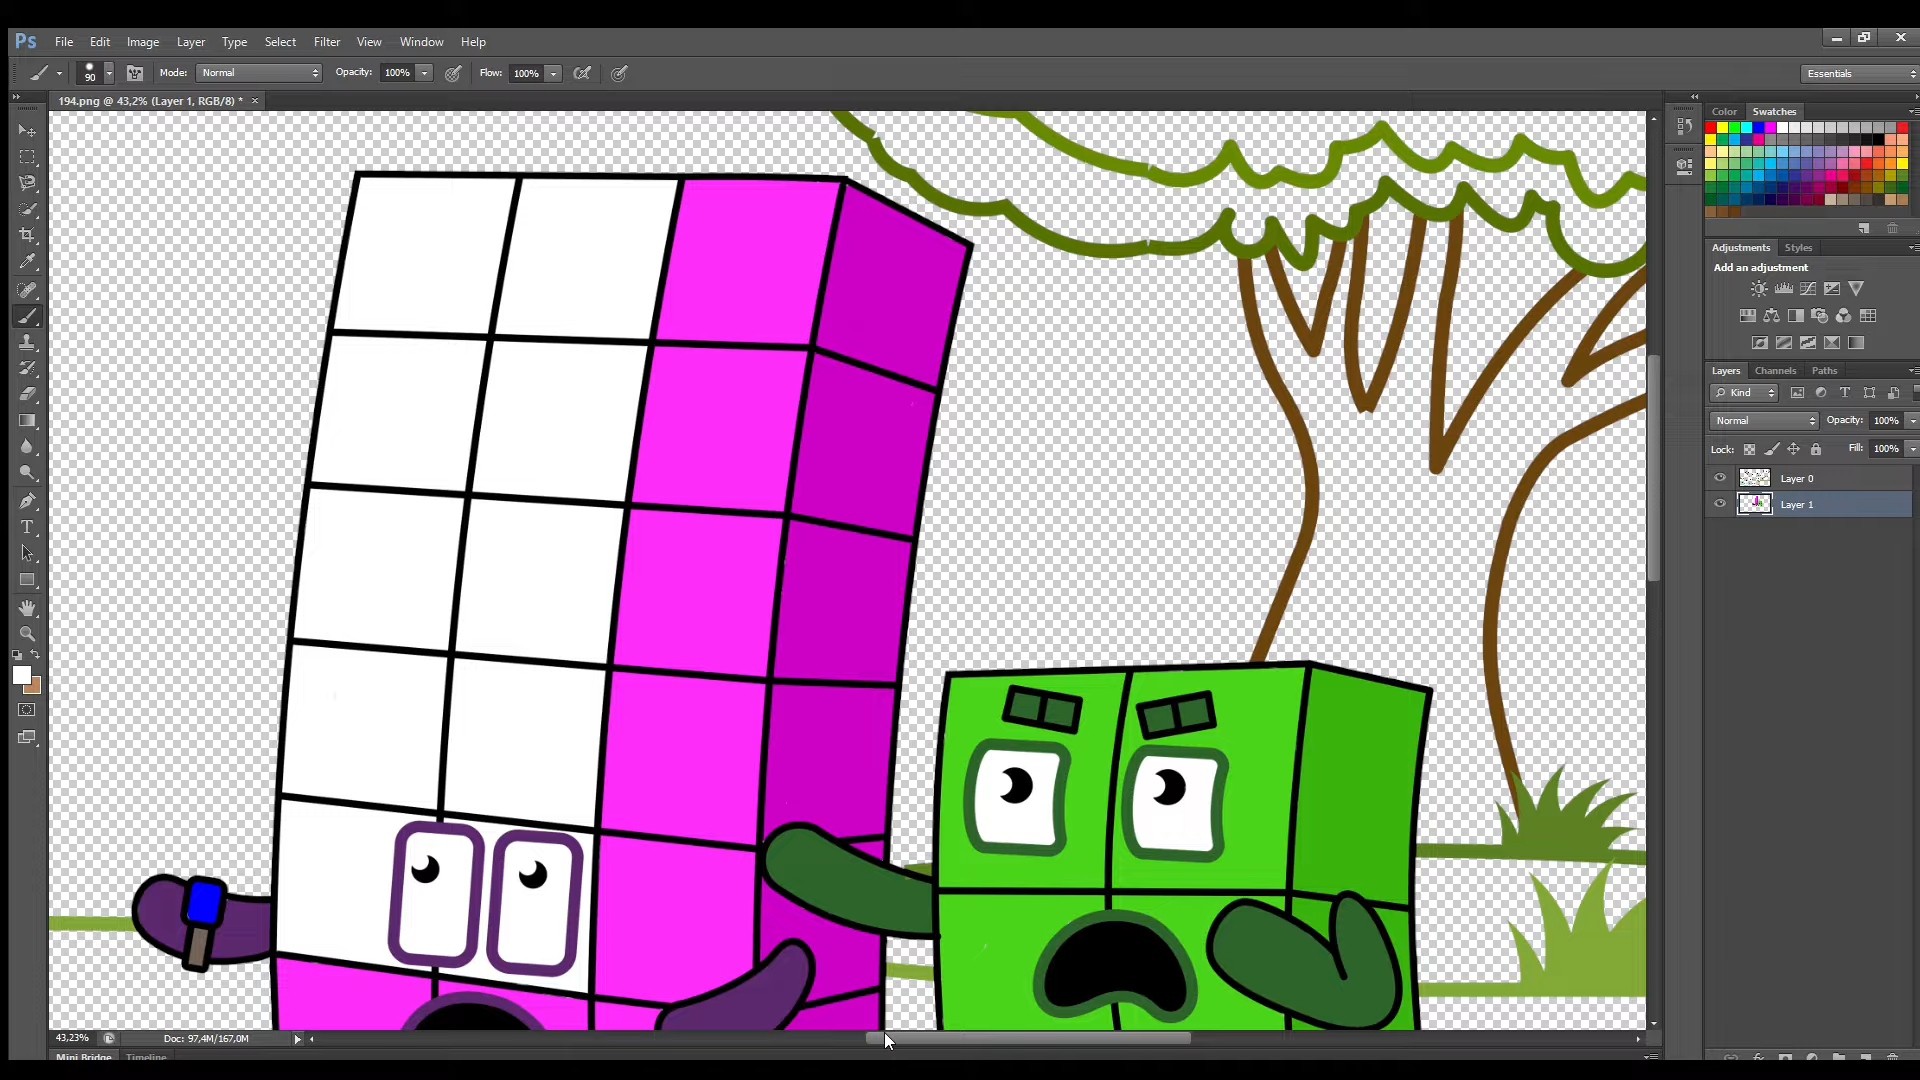 Ps File Edit Image Layer Type Select Filter View Window Help
90 Mode: Normal Opacity: 100% Flow: 100% Essentials
194.png @ 43,2% (Layer 1, RGB/8) * ×
Color Swatches
Adjustments Styles
Add an adjustment
Layers Channels Paths
Kind
Normal Opacity: 100%
Lock: Fill: 100%
Layer 0
Layer 1
43,23% Doc: 97,4M/167,0M
Mini Bridge Timeline